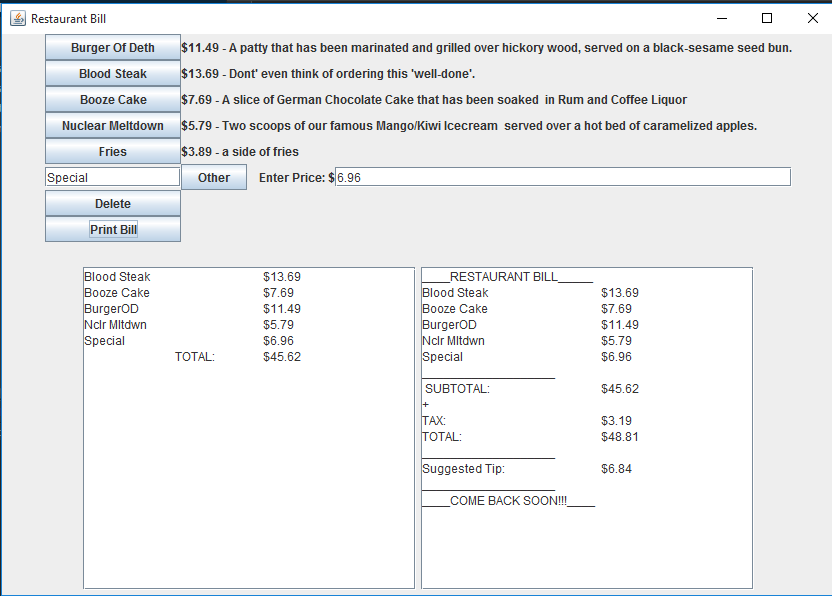 Restaurant Bill
Burger Of Deth $11.49 - A patty that has been marinated and grilled over hickory wood, served on a black-sesame seed bun.
Blood Steak $13.69 - Dont' even think of ordering this 'well-done'.
Booze Cake $7.69 - A slice of German Chocolate Cake that has been soaked  in Rum and Coffee Liquor
Nuclear Meltdown $5.79 - Two scoops of our famous Mango/Kiwi Icecream  served over a hot bed of caramelized apples.
Fries $3.89 - a side of fries
Special Other Enter Price: $ 6.96
Delete
Print Bill
Blood Steak $13.69
Booze Cake $7.69
BurgerOD $11.49
Nclr Mltdwn $5.79
Special $6.96
TOTAL: $45.62
____RESTAURANT BILL_____
Blood Steak $13.69
Booze Cake $7.69
BurgerOD $11.49
Nclr Mltdwn $5.79
Special $6.96
___________________
SUBTOTAL: $45.62
+
TAX: $3.19
TOTAL: $48.81
___________________
Suggested Tip: $6.84
___________________
____COME BACK SOON!!!____